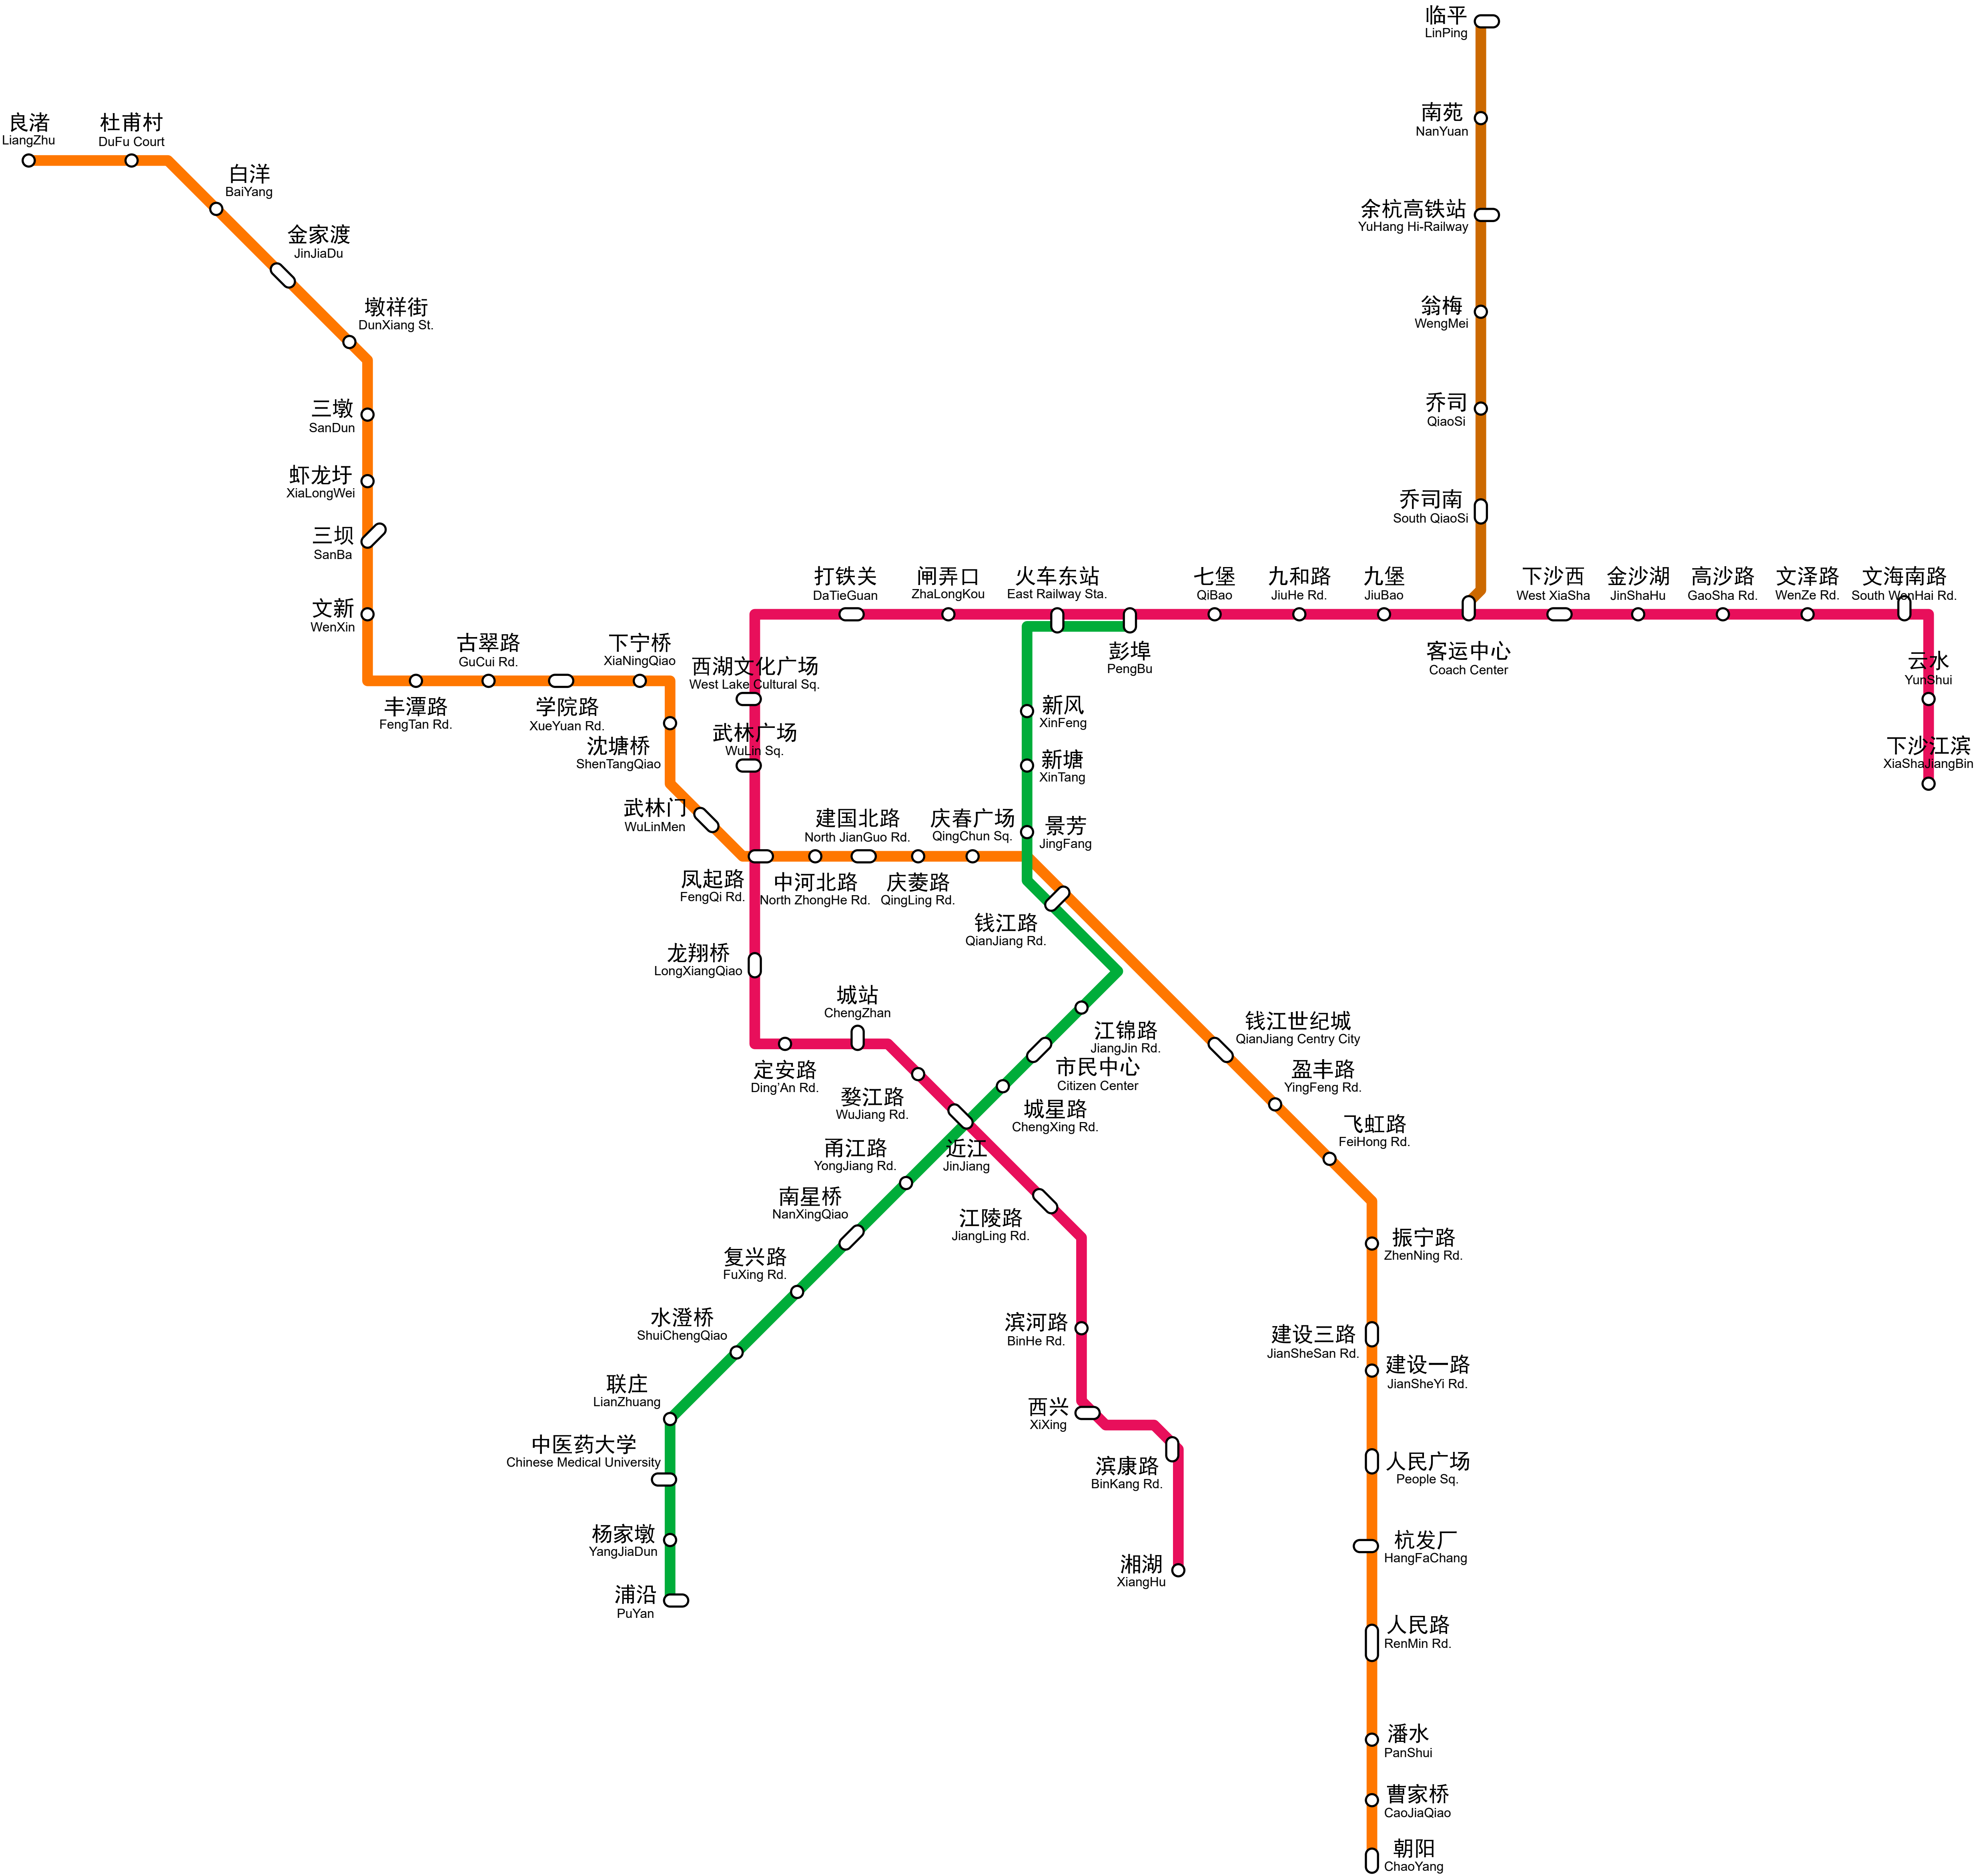 临平
LinPing
南苑
NanYuan
余杭高铁站
YuHang Hi-Railway
翁梅
WengMei
乔司
QiaoSi
乔司南
South QiaoSi
良渚
LiangZhu
杜甫村
DuFu Court
白洋
BaiYang
金家渡
JinJiaDu
墩祥街
DunXiang St.
三墩
SanDun
虾龙圩
XiaLongWei
三坝
SanBa
文新
WenXin
丰潭路
FengTan Rd.
古翠路
GuCui Rd.
学院路
XueYuan Rd.
下宁桥
XiaNingQiao
沈塘桥
ShenTangQiao
武林门
WuLinMen
凤起路
FengQi Rd.
中河北路
North ZhongHe Rd.
建国北路
North JianGuo Rd.
庆菱路
QingLing Rd.
庆春广场
QingChun Sq.
景芳
JingFang
钱江路
QianJiang Rd.
打铁关
DaTieGuan
闸弄口
ZhaLongKou
火车东站
East Railway Sta.
彭埠
PengBu
七堡
QiBao
九和路
JiuHe Rd.
九堡
JiuBao
客运中心
Coach Center
下沙西
West XiaSha
金沙湖
JinShaHu
高沙路
GaoSha Rd.
文泽路
WenZe Rd.
文海南路
South WenHai Rd.
云水
YunShui
下沙江滨
XiaShaJiangBin
西湖文化广场
West Lake Cultural Sq.
武林广场
WuLin Sq.
新风
XinFeng
新塘
XinTang
龙翔桥
LongXiangQiao
定安路
Ding'An Rd.
城站
ChengZhan
婺江路
WuJiang Rd.
近江
JinJiang
江陵路
JiangLing Rd.
滨河路
BinHe Rd.
西兴
XiXing
滨康路
BinKang Rd.
湘湖
XiangHu
江锦路
JiangJin Rd.
市民中心
Citizen Center
城星路
ChengXing Rd.
甬江路
YongJiang Rd.
南星桥
NanXingQiao
复兴路
FuXing Rd.
水澄桥
ShuiChengQiao
联庄
LianZhuang
中医药大学
Chinese Medical University
杨家墩
YangJiaDun
浦沿
PuYan
钱江世纪城
QianJiang Centry City
盈丰路
YingFeng Rd.
飞虹路
FeiHong Rd.
振宁路
ZhenNing Rd.
建设三路
JianSheSan Rd.
建设一路
JianSheYi Rd.
人民广场
People Sq.
杭发厂
HangFaChang
人民路
RenMin Rd.
潘水
PanShui
曹家桥
CaoJiaQiao
朝阳
ChaoYang